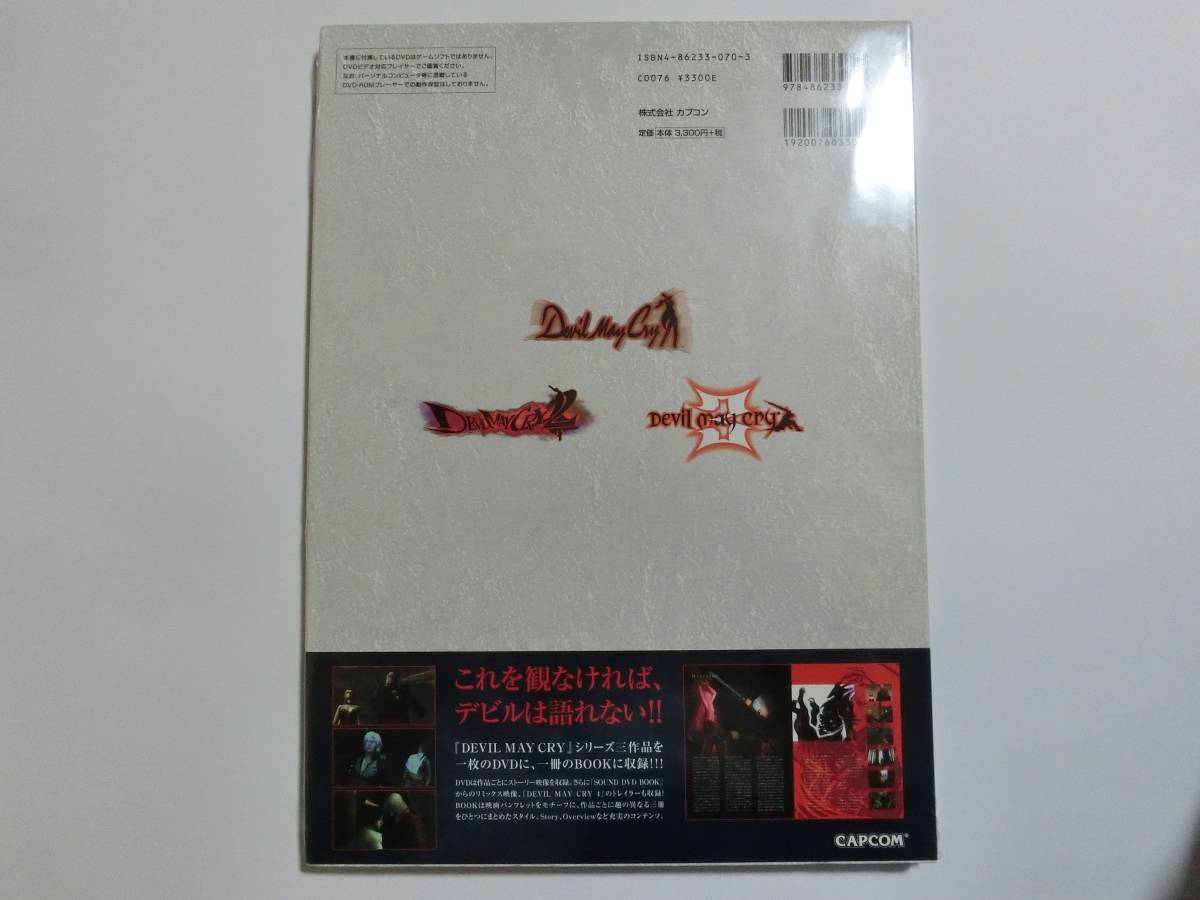 本書に付属しているDVDはゲームソフトではありません。
DVDビデオ対応プレイヤーでご鑑賞ください。
なお、パーソナルコンピュータ等に搭載している
DVD-ROMプレーヤーでの動作保証はしておりません。
ISBN4-86233-070-3
C0076 ¥3300E
株式会社 カプコン
定価 本体 3,300円+税
978486233
1920076033
Devil May Cry
DEVIL MAY CRY 2
Devil may cry 3
これを観なければ、
デビルは語れない!!
『DEVIL MAY CRY』シリーズ三作品を
一枚のDVDに、一冊のBOOKに収録!!!
DVDは作品ごとにストーリー映像を収録。さらに「SOUND DVD BOOK」
からのリミックス映像、『DEVIL MAY CRY 4』のトレイラーも収録!
BOOKは映画パンフレットをモチーフに、作品ごとに趣の異なる三冊
をひとつにまとめたスタイル。Story、Overviewなど充実のコンテンツ。
CAPCOM®